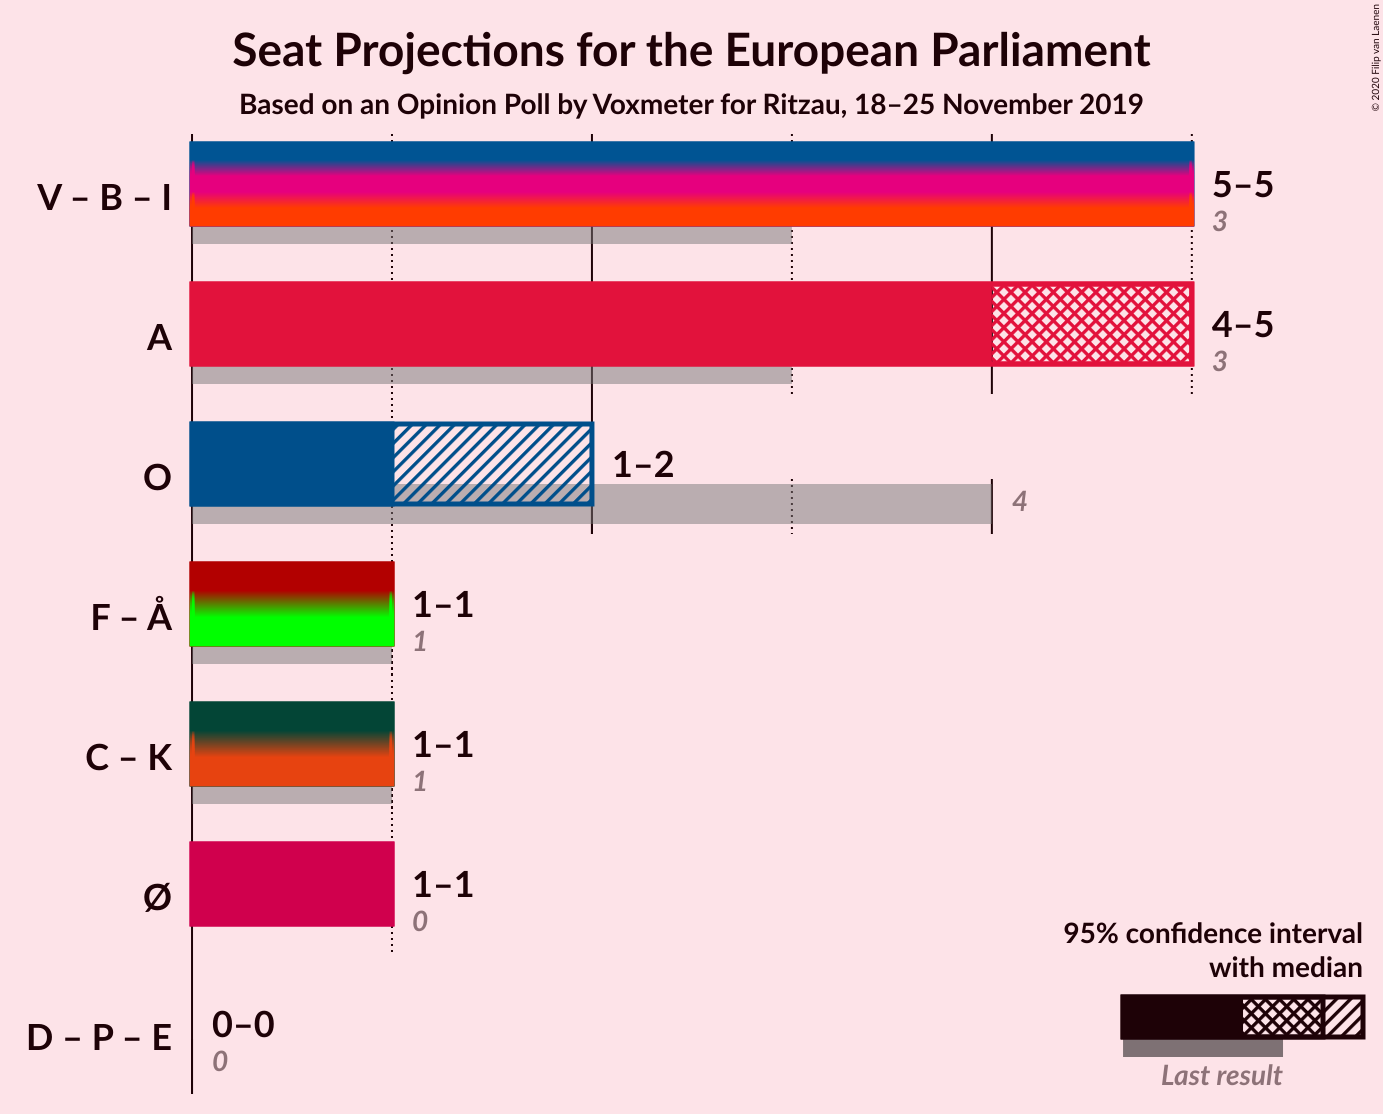 Seat Projections for the European Parliament
Based on an Opinion Poll by Voxmeter for Ritzau, 18–25 November 2019
© 2020 Filip van Laenen
V – B – I
5–5
3
A
4–5
3
O
1–2
4
F – Å
1–1
1
C – K
1–1
1
Ø
1–1
0
D – P – E
0–0
0
95% confidence interval
with median
Last result